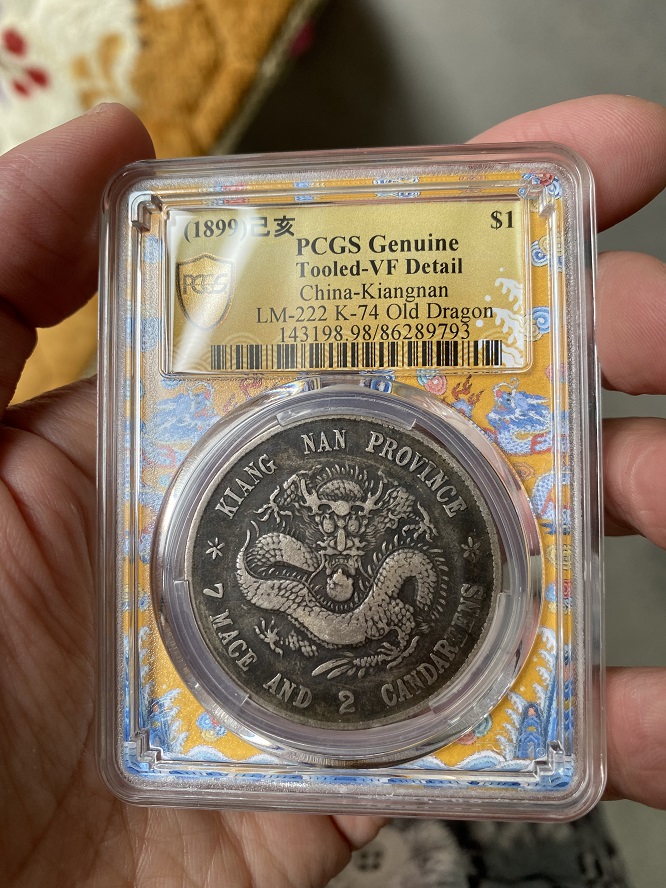 (1899)己亥 $1
PCGS Genuine
Tooled-VF Detail
China-Kiangnan
LM-222 K-74 Old Dragon
143198.98/86289793
PCGS
KIANG NAN PROVINCE
7 MACE AND 2 CANDAREENS